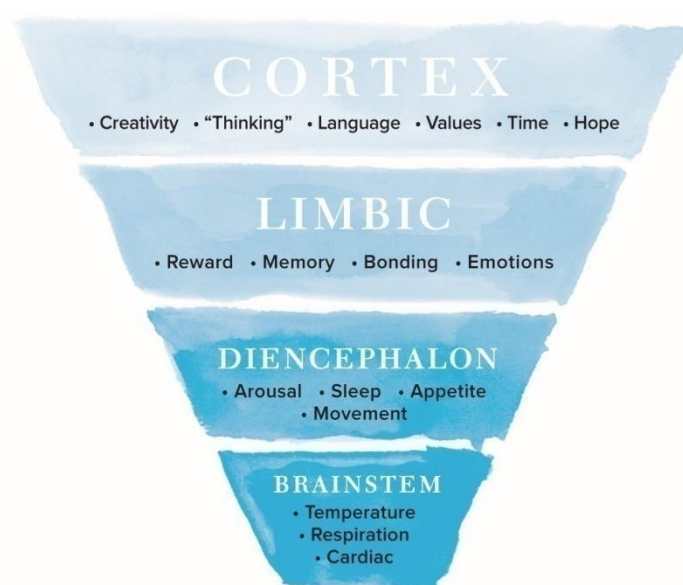 CORTEX
• Creativity • “Thinking” • Language • Values • Time • Hope
LIMBIC
• Reward • Memory • Bonding • Emotions
DIENCEPHALON
• Arousal • Sleep • Appetite
• Movement
BRAINSTEM
• Temperature
• Respiration
• Cardiac